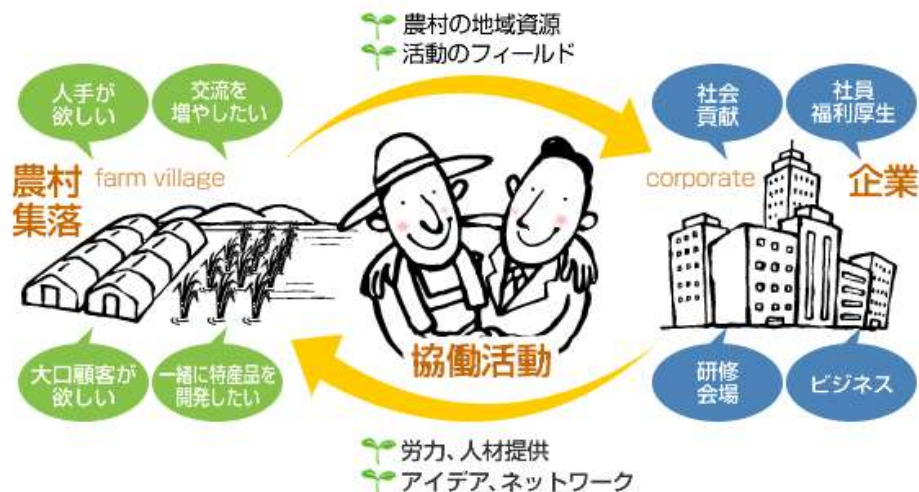 農村の地域資源
活動のフィールド
人手が
欲しい
交流を
増やしたい
社会
貢献
社員
福利厚生
農村
集落
farm village
corporate
企業
協働活動
大口顧客が
欲しい
一緒に特産品を
開発したい
研修
会場
ビジネス
労力、人材提供
アイデア、ネットワーク